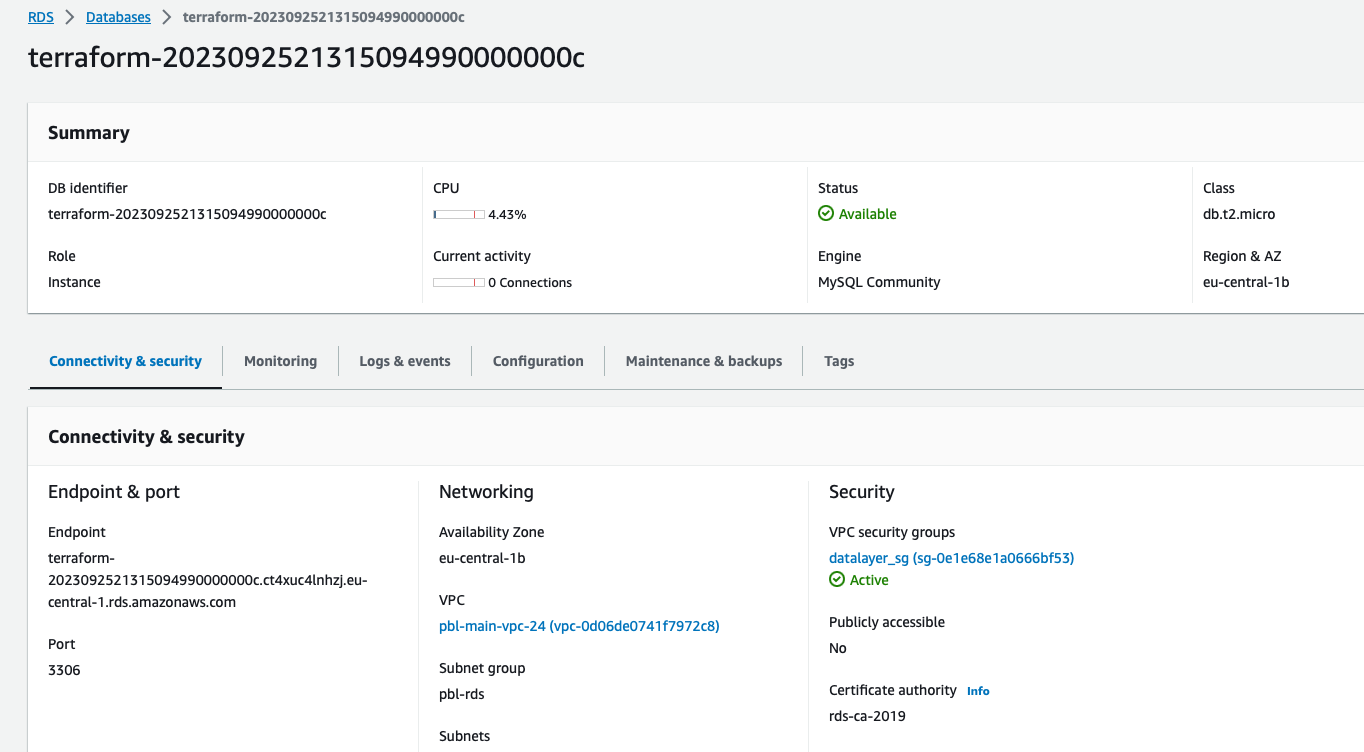 RDS > Databases > terraform-20230925213150949900000000c
terraform-20230925213150949900000000c
Summary
DB identifier
terraform-20230925213150949900000000c
CPU
4.43%
Status
Available
Class
db.t2.micro
Role
Instance
Current activity
0 Connections
Engine
MySQL Community
Region & AZ
eu-central-1b
Connectivity & security
Monitoring
Logs & events
Configuration
Maintenance & backups
Tags
Connectivity & security
Endpoint & port
Endpoint
terraform-
20230925213150949900000000c.ct4xuc4lnhzj.eu-
central-1.rds.amazonaws.com
Port
3306
Networking
Availability Zone
eu-central-1b
VPC
pbl-main-vpc-24 (vpc-0d06de0741f7972c8)
Subnet group
pbl-rds
Subnets
Security
VPC security groups
datalayer_sg (sg-0e1e68e1a0666bf53)
Active
Publicly accessible
No
Certificate authority Info
rds-ca-2019